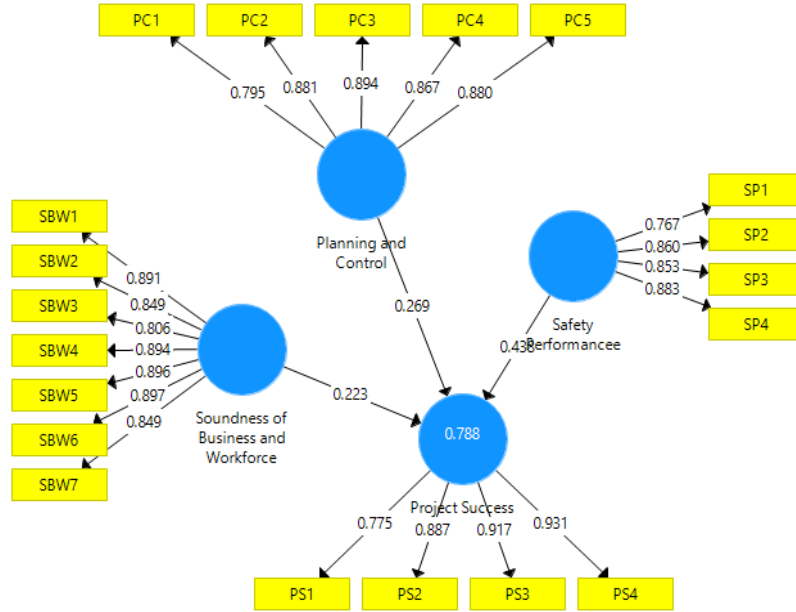 PC1
PC2
PC3
PC4
PC5
0.795
0.881
0.894
0.867
0.880
Planning and
Control
SP1
SP2
SP3
SP4
0.767
0.860
0.853
0.883
Safety
Performancee
SBW1
SBW2
SBW3
SBW4
SBW5
SBW6
SBW7
0.891
0.849
0.806
0.894
0.896
0.897
0.849
Soundness of
Business and
Workforce
0.269
0.223
0.788
Project Success
0.775
0.887
0.917
0.931
PS1
PS2
PS3
PS4